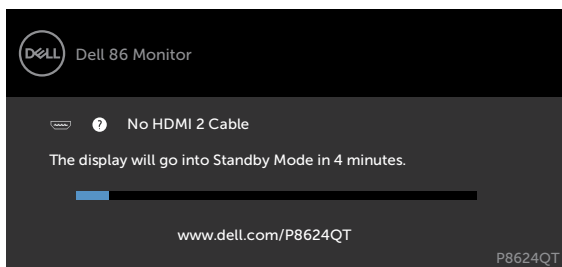 DELL
Dell 86 Monitor
? No HDMI 2 Cable
The display will go into Standby Mode in 4 minutes.
www.dell.com/P8624QT
P8624QT